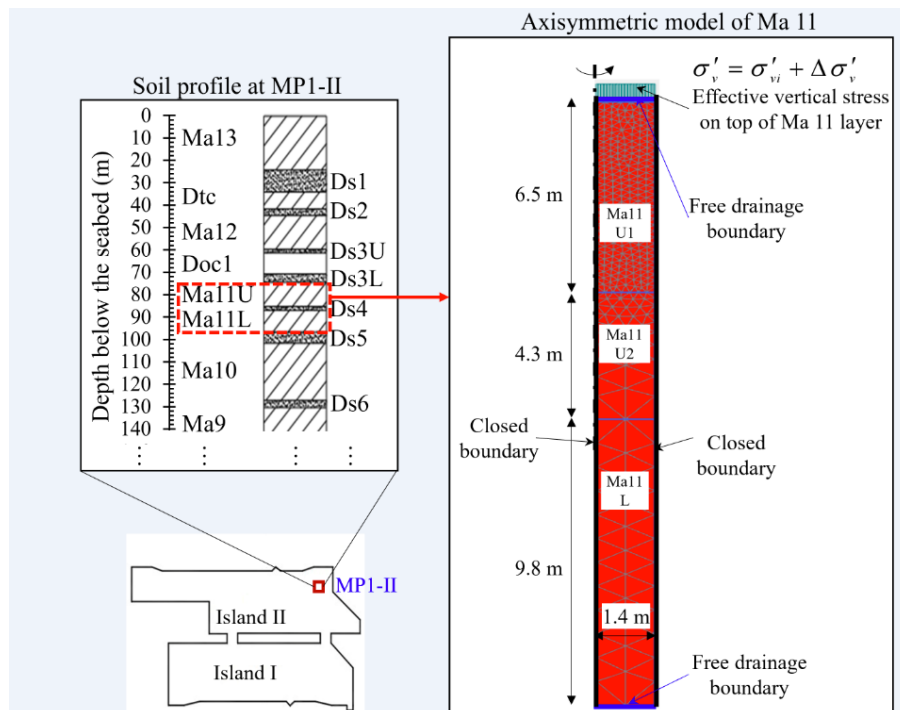 Axisymmetric model of Ma 11
Soil profile at MP1-II
Depth below the seabed (m)
0
10
20
30
40
50
60
70
80
90
100
110
120
130
140
Ma13
Dtc
Ma12
Doc1
Ma11U
Ma11L
Ma10
Ma9
Ds1
Ds2
Ds3U
Ds3L
Ds4
Ds5
Ds6
MP1-II
Island II
Island I
σ′v = σ′vi + Δσ′v
Effective vertical stress
on top of Ma 11 layer
6.5 m
Ma11
U1
Free drainage
boundary
4.3 m
Ma11
U2
Closed
boundary
Closed
boundary
Ma11
L
9.8 m
1.4 m
Free drainage
boundary